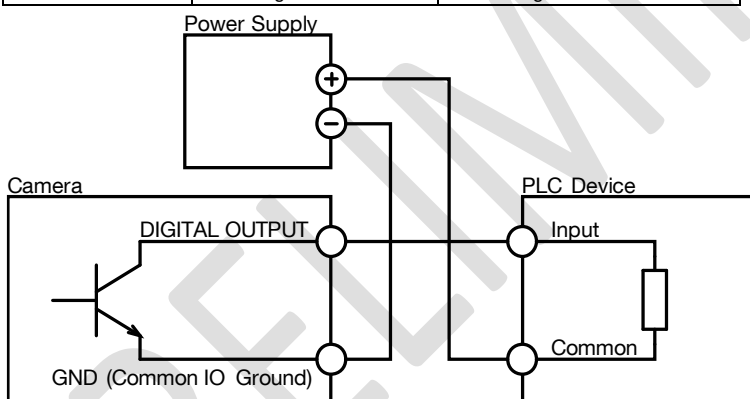 Power Supply
+
−
Camera
PLC Device
DIGITAL OUTPUT
Input
Common
GND (Common IO Ground)